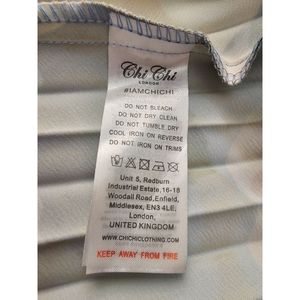 Chi Chi
LONDON
#IAMCHICHI
DO NOT BLEACH
DO NOT DRY CLEAN
DO NOT TUMBLE DRY
COOL IRON ON REVERSE
DO NOT IRON ON TRIMS
Unit 5, Redburn
Industrial Estate, 16-18
Woodall Road, Enfield,
Middlesex, EN3 4LE,
London,
UNITED KINGDOM
WWW.CHICHICLOTHING.COM
KEEP AWAY FROM FIRE